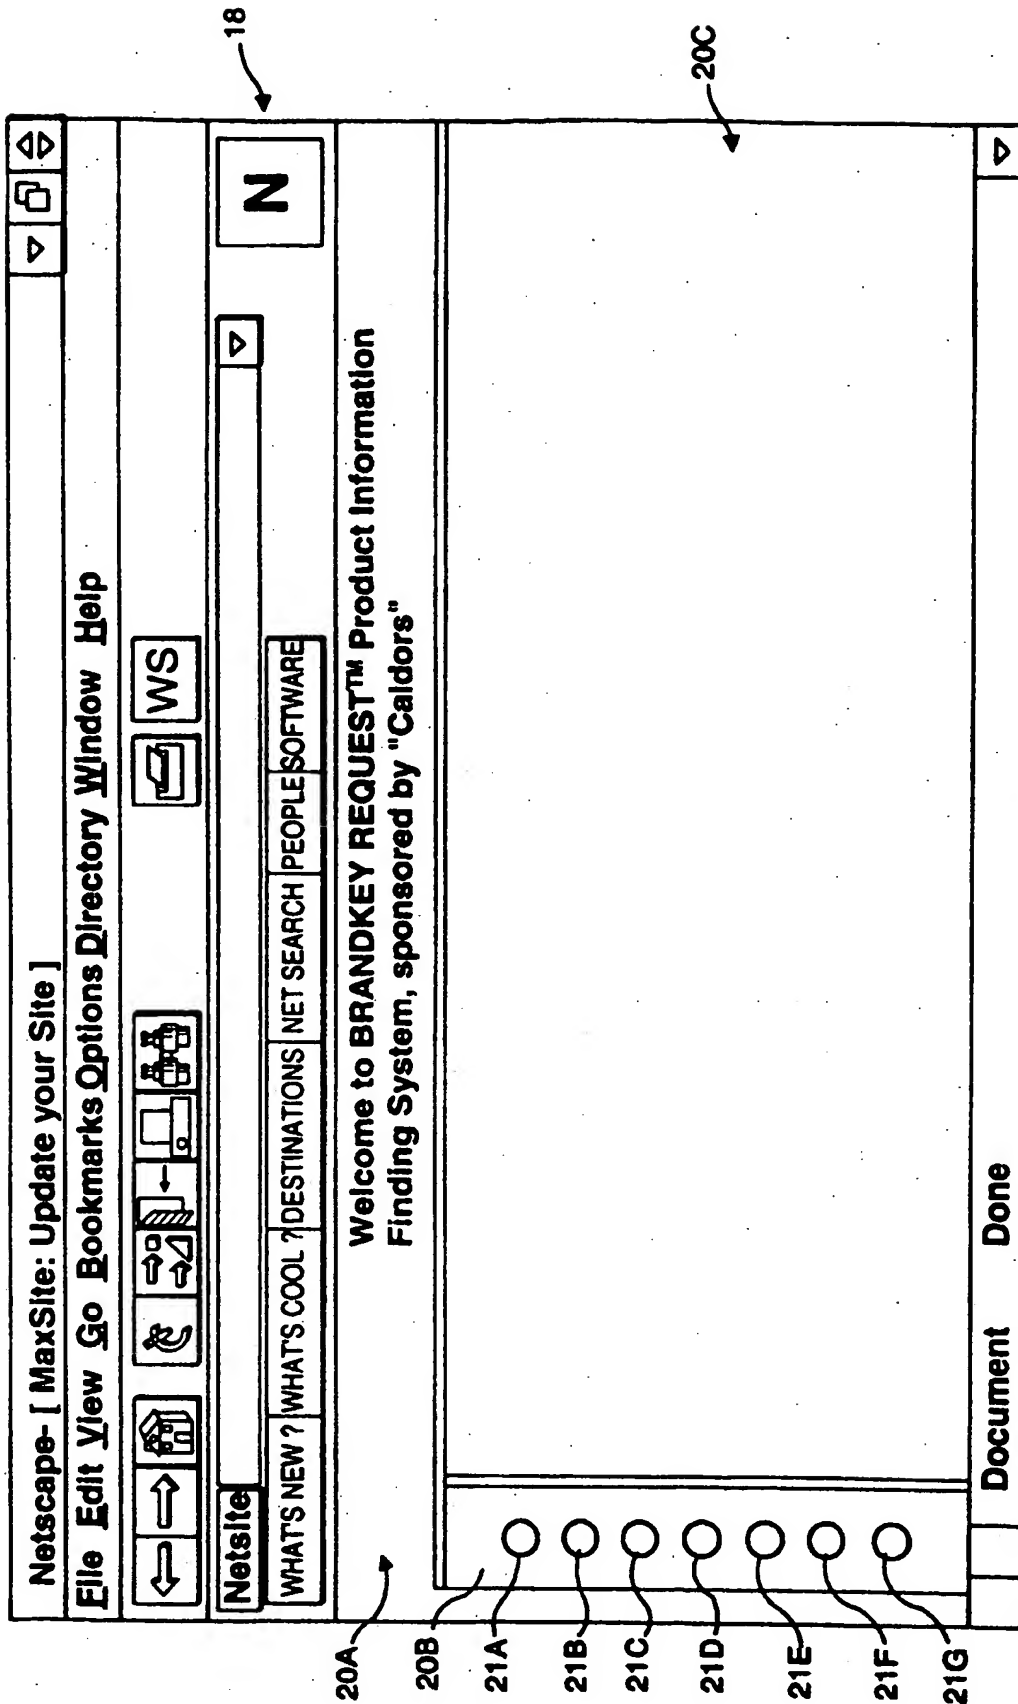 Netscape- [ MaxSite: Update your Site ]
File Edit View Go Bookmarks Options Directory Window Help
WS
Netsite
N
18
WHAT'S NEW ? WHAT'S COOL ? DESTINATIONS NET SEARCH PEOPLE SOFTWARE
Welcome to BRANDKEY REQUEST™ Product Information
Finding System, sponsored by "Caldors"
20A
20B
20C
21A
21B
21C
21D
21E
21F
21G
Document Done